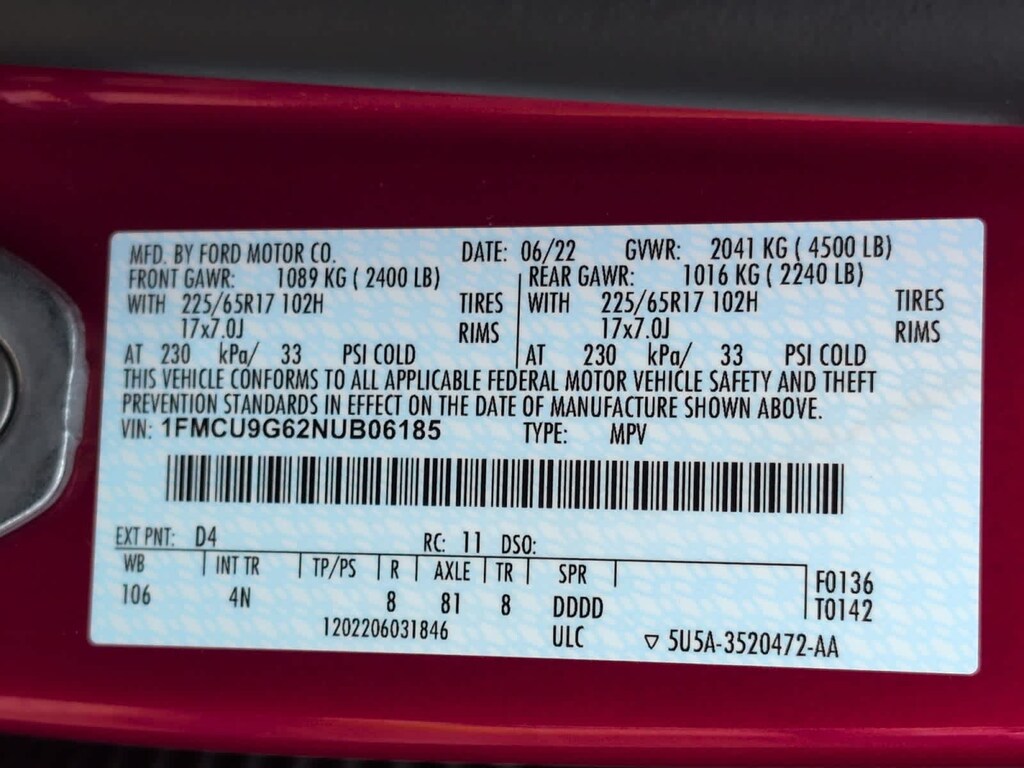 MFD. BY FORD MOTOR CO. DATE: 06/22 GVWR: 2041 KG ( 4500 LB)
FRONT GAWR: 1089 KG ( 2400 LB) REAR GAWR: 1016 KG ( 2240 LB)
WITH 225/65R17 102H TIRES WITH 225/65R17 102H TIRES
17x7.0J RIMS 17x7.0J RIMS
AT 230 kPa/ 33 PSI COLD AT 230 kPa/ 33 PSI COLD
THIS VEHICLE CONFORMS TO ALL APPLICABLE FEDERAL MOTOR VEHICLE SAFETY AND THEFT
PREVENTION STANDARDS IN EFFECT ON THE DATE OF MANUFACTURE SHOWN ABOVE.
VIN: 1FMCU9G62NUB06185 TYPE: MPV
EXT PNT: D4 RC: 11 DSO:
WB INT TR TP/PS R AXLE TR SPR F0136
106 4N 8 81 8 DDDD T0142
1202206031846 ULC ▽ 5U5A-3520472-AA